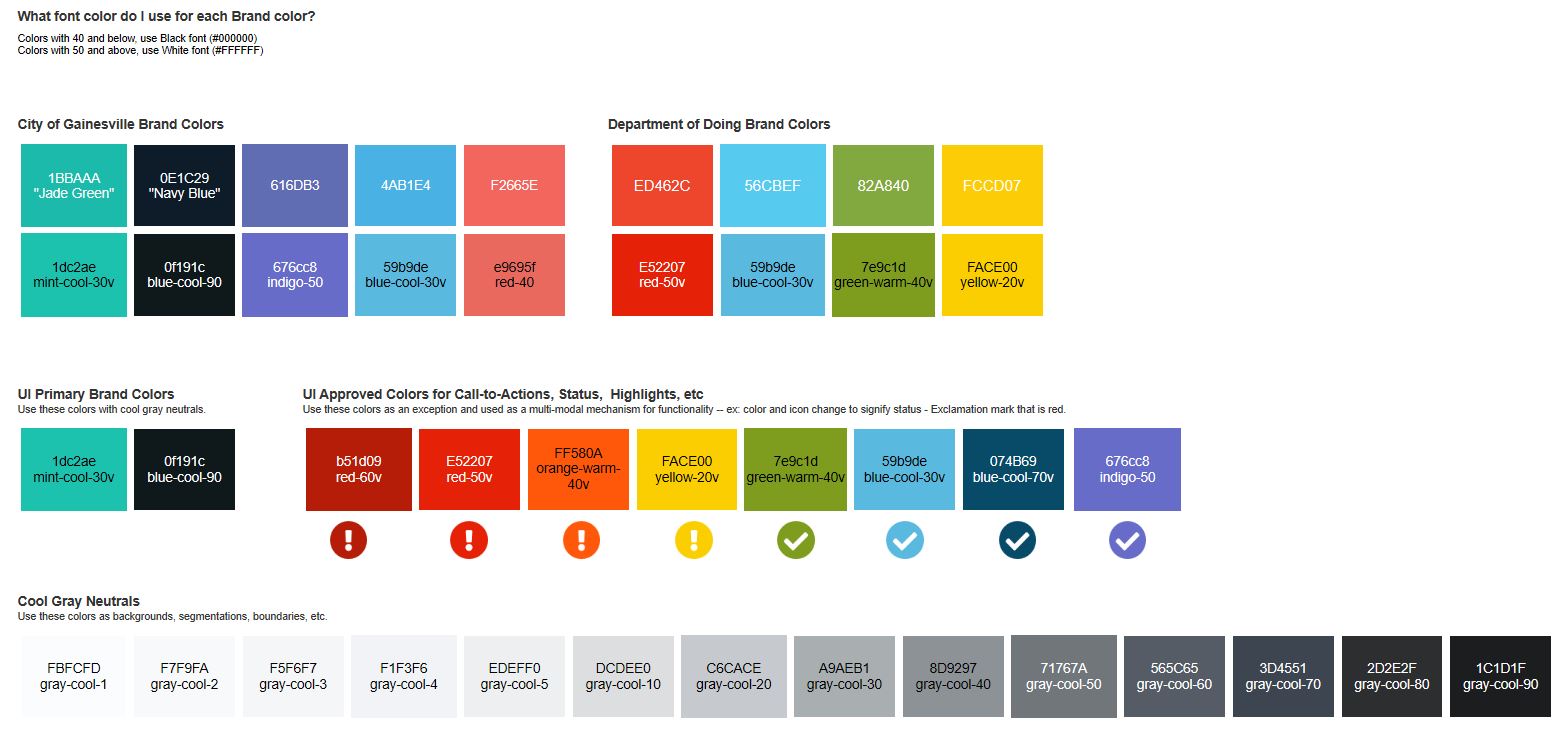 What font color do I use for each Brand color?
Colors with 40 and below, use Black font (#000000)
Colors with 50 and above, use White font (#FFFFFF)
City of Gainesville Brand Colors
1BBAAA
"Jade Green"
0E1C29
"Navy Blue"
616DB3
4AB1E4
F2665E
1dc2ae
mint-cool-30v
0f191c
blue-cool-90
676cc8
indigo-50
59b9de
blue-cool-30v
e9695f
red-40
Department of Doing Brand Colors
ED462C
56CBEF
82A840
FCCD07
E52207
red-50v
59b9de
blue-cool-30v
7e9c1d
green-warm-40v
FACE00
yellow-20v
UI Primary Brand Colors
Use these colors with cool gray neutrals.
1dc2ae
mint-cool-30v
0f191c
blue-cool-90
UI Approved Colors for Call-to-Actions, Status,  Highlights, etc
Use these colors as an exception and used as a multi-modal mechanism for functionality -- ex: color and icon change to signify status - Exclamation mark that is red.
b51d09
red-60v
E52207
red-50v
FF580A
orange-warm-
40v
FACE00
yellow-20v
7e9c1d
green-warm-40v
59b9de
blue-cool-30v
074B69
blue-cool-70v
676cc8
indigo-50
Cool Gray Neutrals
Use these colors as backgrounds, segmentations, boundaries, etc.
FBFCFD
gray-cool-1
F7F9FA
gray-cool-2
F5F6F7
gray-cool-3
F1F3F6
gray-cool-4
EDEFF0
gray-cool-5
DCDEE0
gray-cool-10
C6CACE
gray-cool-20
A9AEB1
gray-cool-30
8D9297
gray-cool-40
71767A
gray-cool-50
565C65
gray-cool-60
3D4551
gray-cool-70
2D2E2F
gray-cool-80
1C1D1F
gray-cool-90